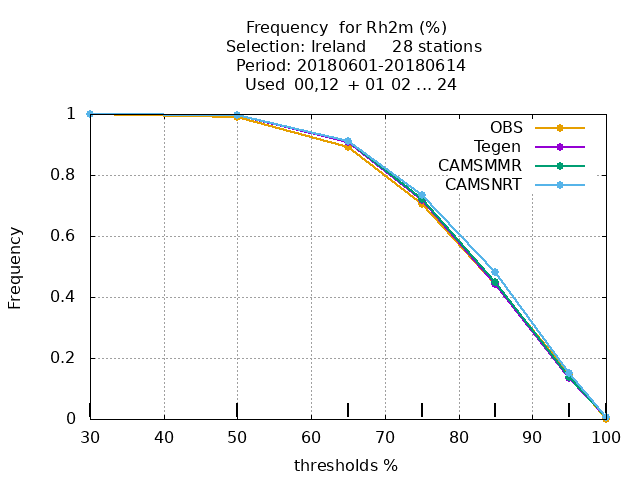 Frequency for Rh2m (%)
Selection: Ireland 28 stations
Period: 20180601-20180614
Used 00,12 + 01 02 ... 24
OBS
Tegen
CAMSMMR
CAMSNRT
1
0.8
0.6
0.4
0.2
0
Frequency
30 40 50 60 70 80 90 100
thresholds %